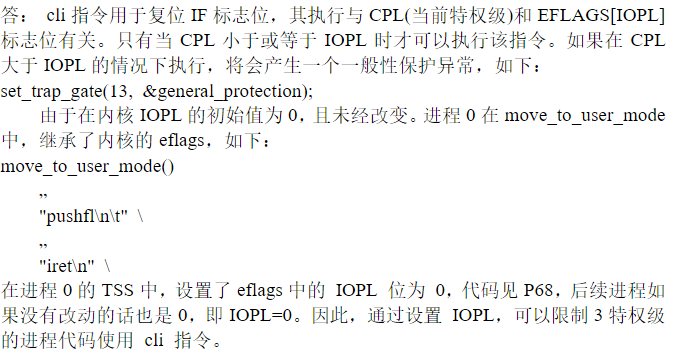 答： cli 指令用于复位 IF 标志位，其执行与 CPL(当前特权级)和 EFLAGS[IOPL]
标志位有关。只有当 CPL 小于或等于 IOPL 时才可以执行该指令。如果在 CPL
大于 IOPL 的情况下执行，将会产生一个一般性保护异常，如下：
set_trap_gate(13, &general_protection);
由于在内核 IOPL 的初始值为 0，且未经改变。进程 0 在 move_to_user_mode
中，继承了内核的 eflags，如下：
move_to_user_mode()
„
"pushfl\n\t" \
„
"iret\n" \
在进程 0 的 TSS 中，设置了 eflags 中的 IOPL 位为 0，代码见 P68，后续进程如
果没有改动的话也是 0，即 IOPL=0。因此，通过设置 IOPL，可以限制 3 特权级
的进程代码使用 cli 指令。